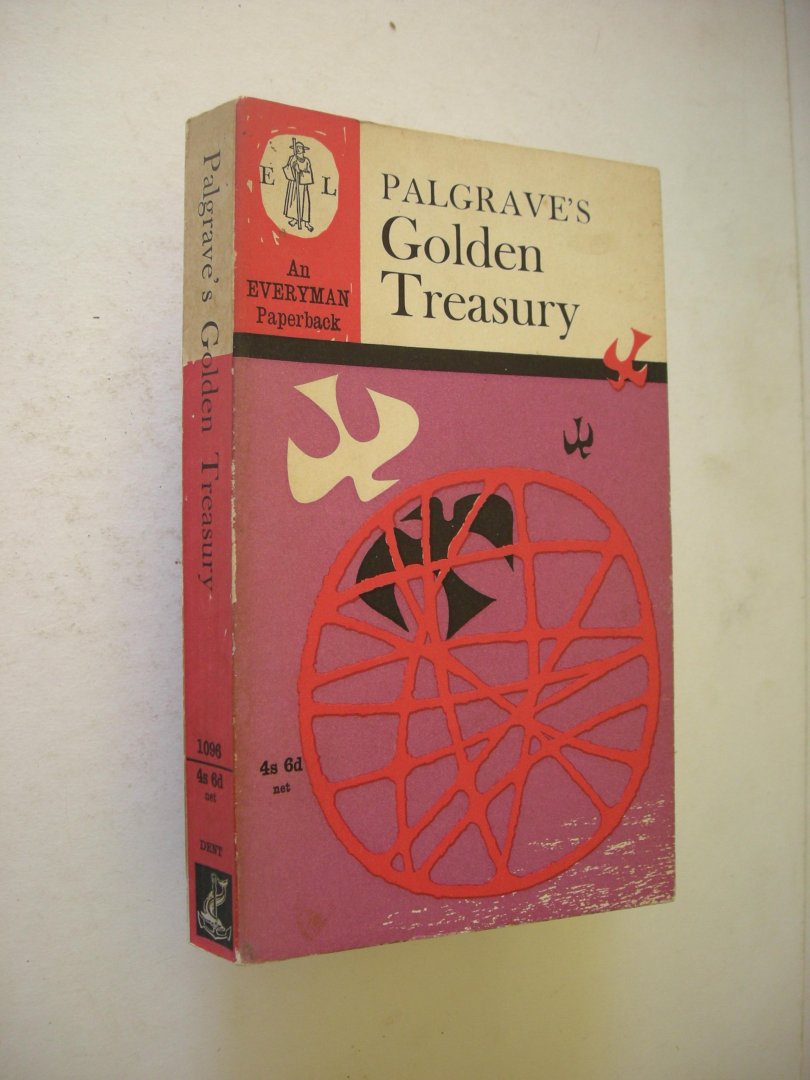 Palgrave's Golden Treasury
1096
4s 6d
net
DENT
E L
An
EVERYMAN
Paperback
PALGRAVE'S
Golden
Treasury
4s 6d
net